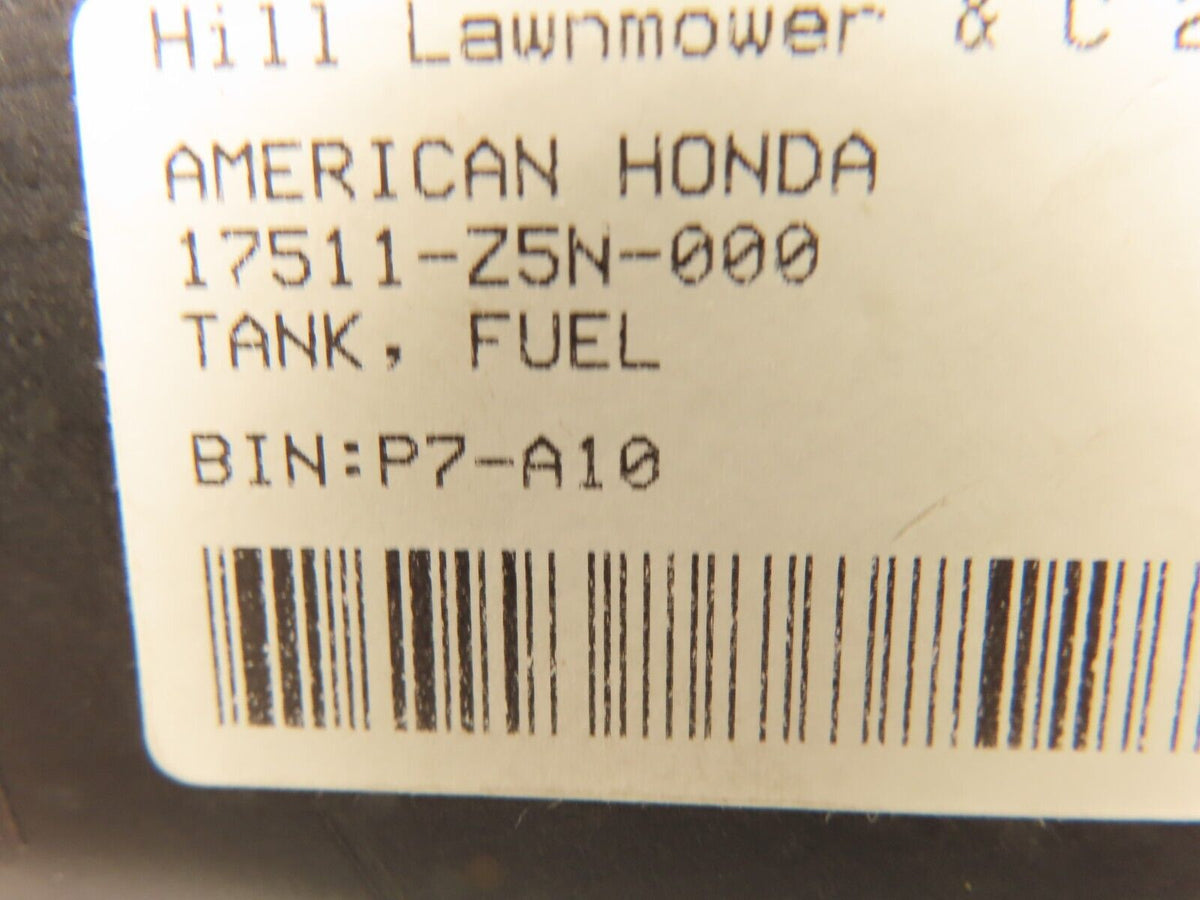 Hill Lawnmower & C
AMERICAN HONDA
17511-Z5N-000
TANK, FUEL
BIN:P7-A10